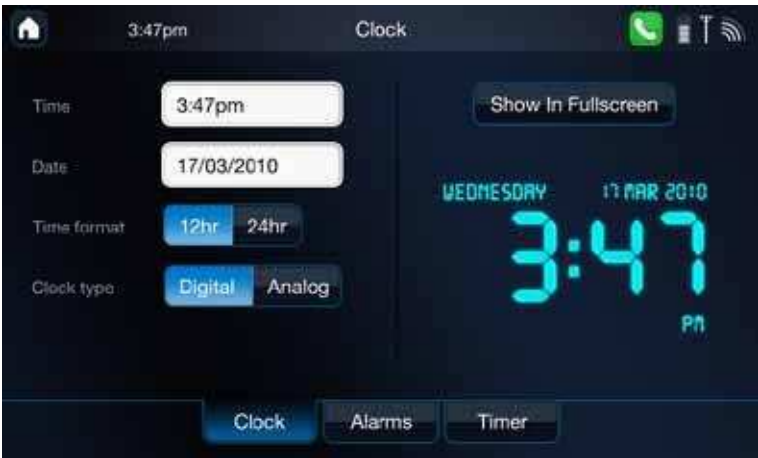 3:47pm Clock
Time 3:47pm
Show In Fullscreen
Date 17/03/2010
WEDNESDAY 17 MAR 2010
Time format 12hr 24hr
3:47
Clock type Digital Analog
PM
Clock Alarms Timer